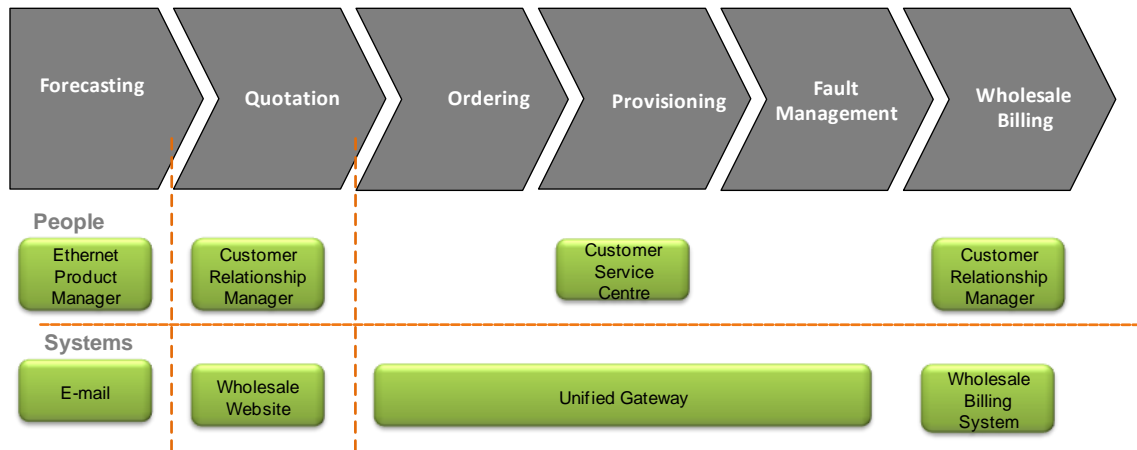 Forecasting
Quotation
Ordering
Provisioning
Fault
Management
Wholesale
Billing
People
Ethernet
Product
Manager
Customer
Relationship
Manager
Customer
Service
Centre
Customer
Relationship
Manager
Systems
E-mail
Wholesale
Website
Unified Gateway
Wholesale
Billing
System